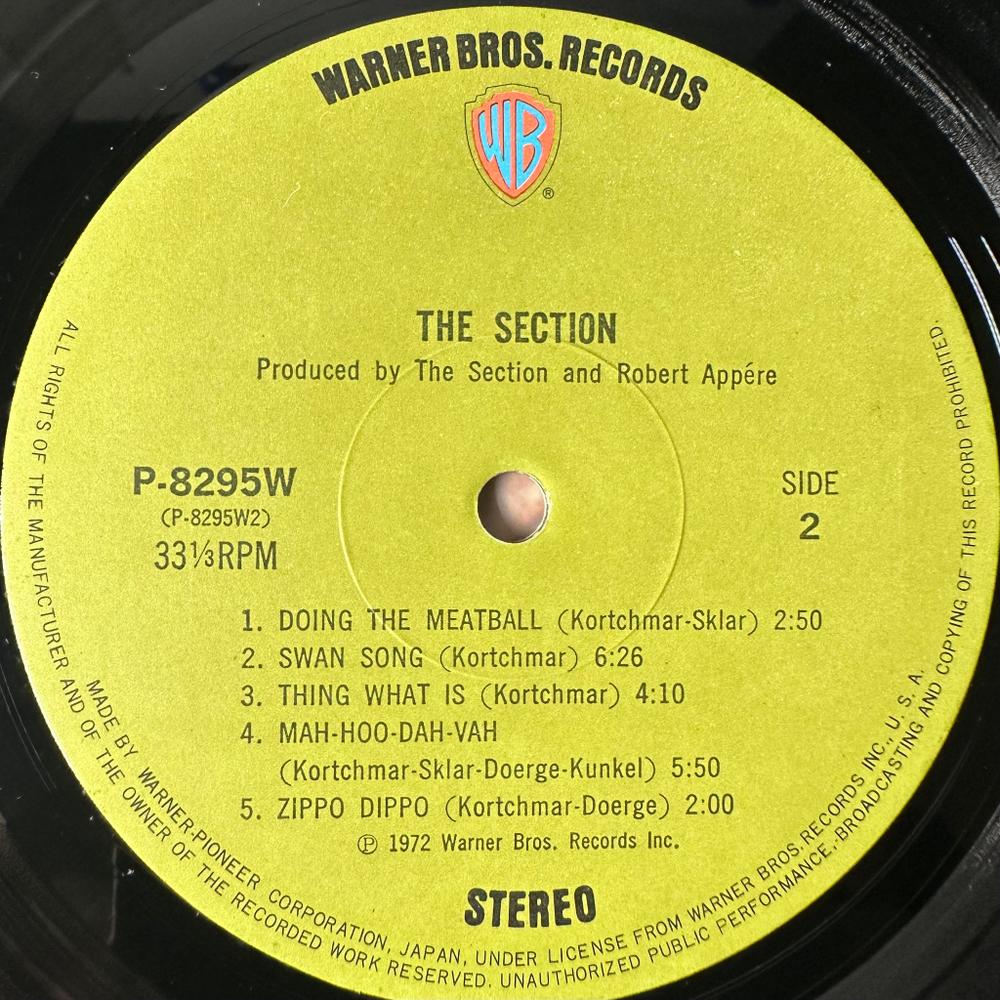 WARNER BROS. RECORDS
WB
®
THE SECTION
Produced by The Section and Robert Appére
P-8295W
(P-8295W2)
33⅓RPM
SIDE
2
1. DOING THE MEATBALL (Kortchmar-Sklar) 2:50
2. SWAN SONG (Kortchmar) 6:26
3. THING WHAT IS (Kortchmar) 4:10
4. MAH-HOO-DAH-VAH
(Kortchmar-Sklar-Doerge-Kunkel) 5:50
5. ZIPPO DIPPO (Kortchmar-Doerge) 2:00
Ⓟ 1972 Warner Bros. Records Inc.
STEREO
MADE BY WARNER-PIONEER CORPORATION, JAPAN, UNDER LICENSE FROM WARNER BROS. RECORDS INC., U. S. A.
ALL RIGHTS OF THE MANUFACTURER AND OF THE OWNER OF THE RECORDED WORK RESERVED. UNAUTHORIZED PUBLIC PERFORMANCE, BROADCASTING AND COPYING OF THIS RECORD PROHIBITED.